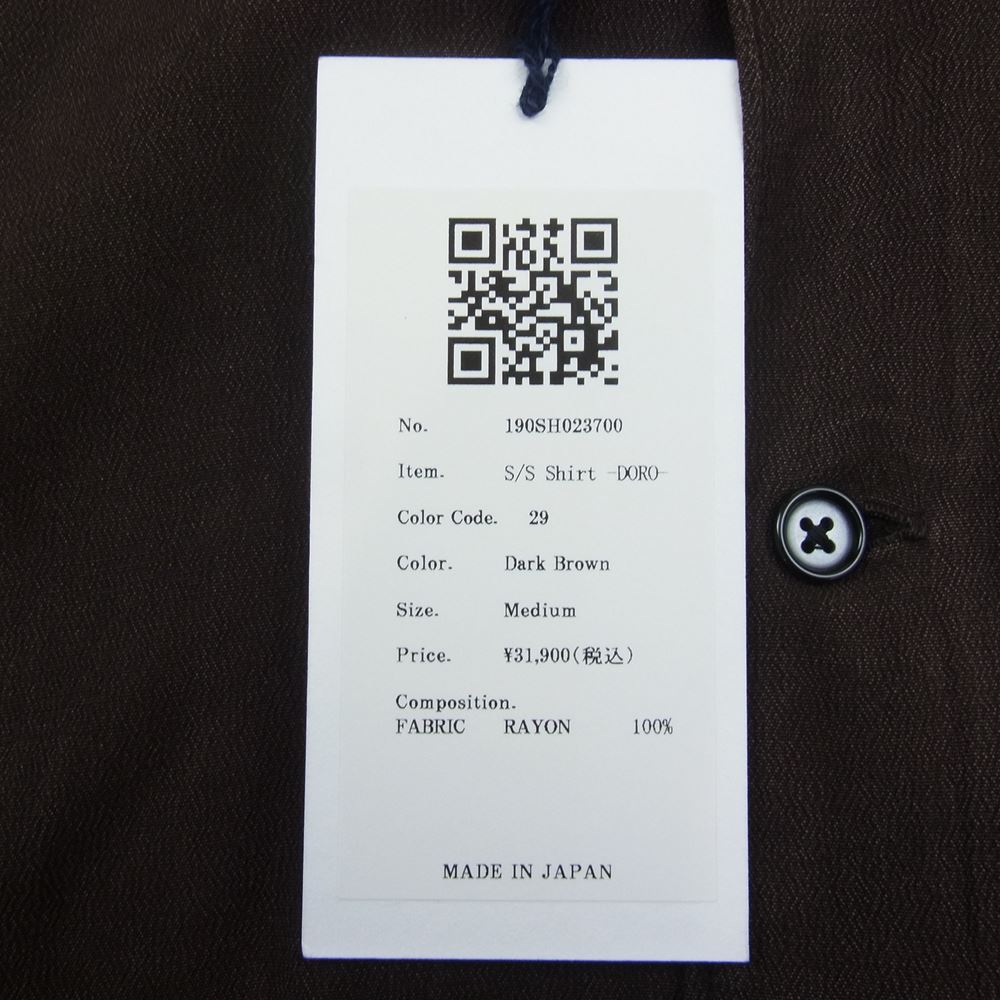 No. 190SH023700
Item. S/S Shirt -DORO-
Color Code. 29
Color. Dark Brown
Size. Medium
Price. ¥31,900(税込)
Composition.
FABRIC RAYON 100%
MADE IN JAPAN